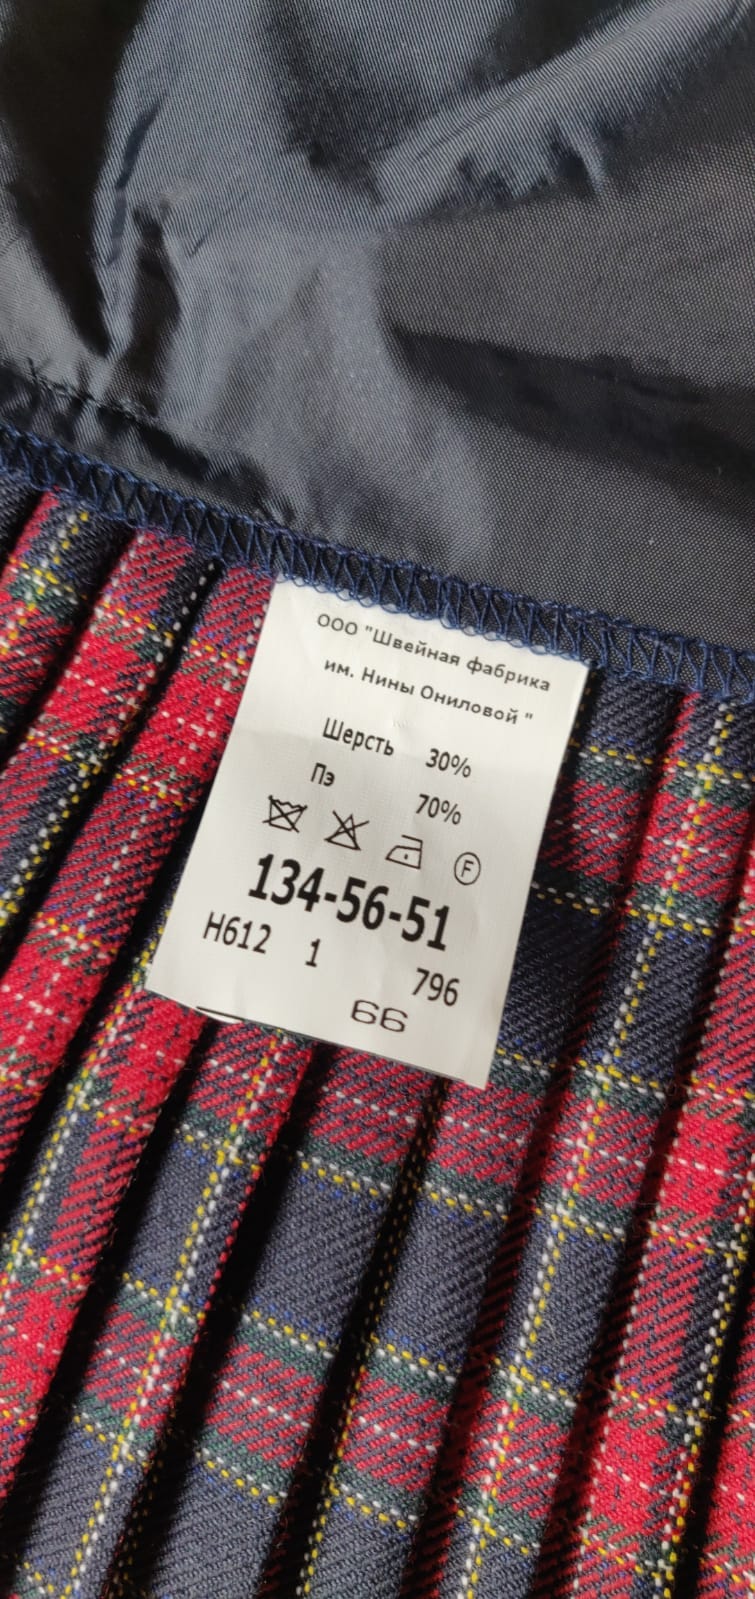 ООО "Швейная фабрика
им. Нины Ониловой "
Шерсть 30%
Пэ 70%
F
134-56-51
Н612 1 796
66